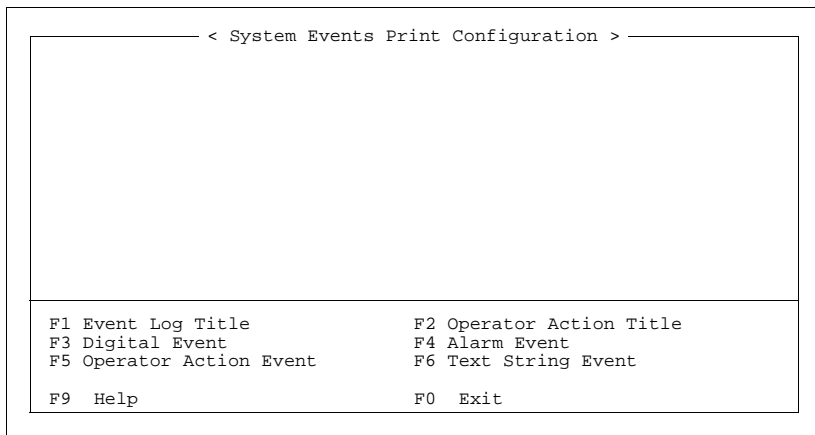 < System Events Print Configuration >
F1 Event Log Title F2 Operator Action Title
F3 Digital Event F4 Alarm Event
F5 Operator Action Event F6 Text String Event
F9 Help F0 Exit